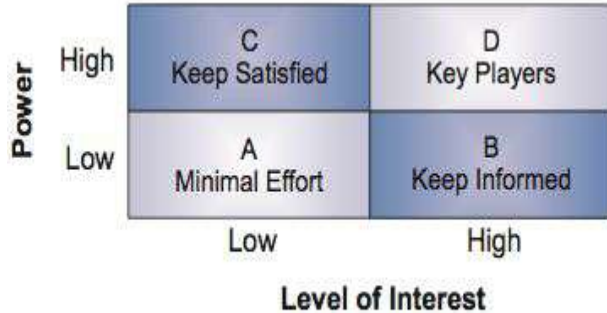 Power
High
C
Keep Satisfied
D
Key Players
Low
A
Minimal Effort
B
Keep Informed
Low
High
Level of Interest